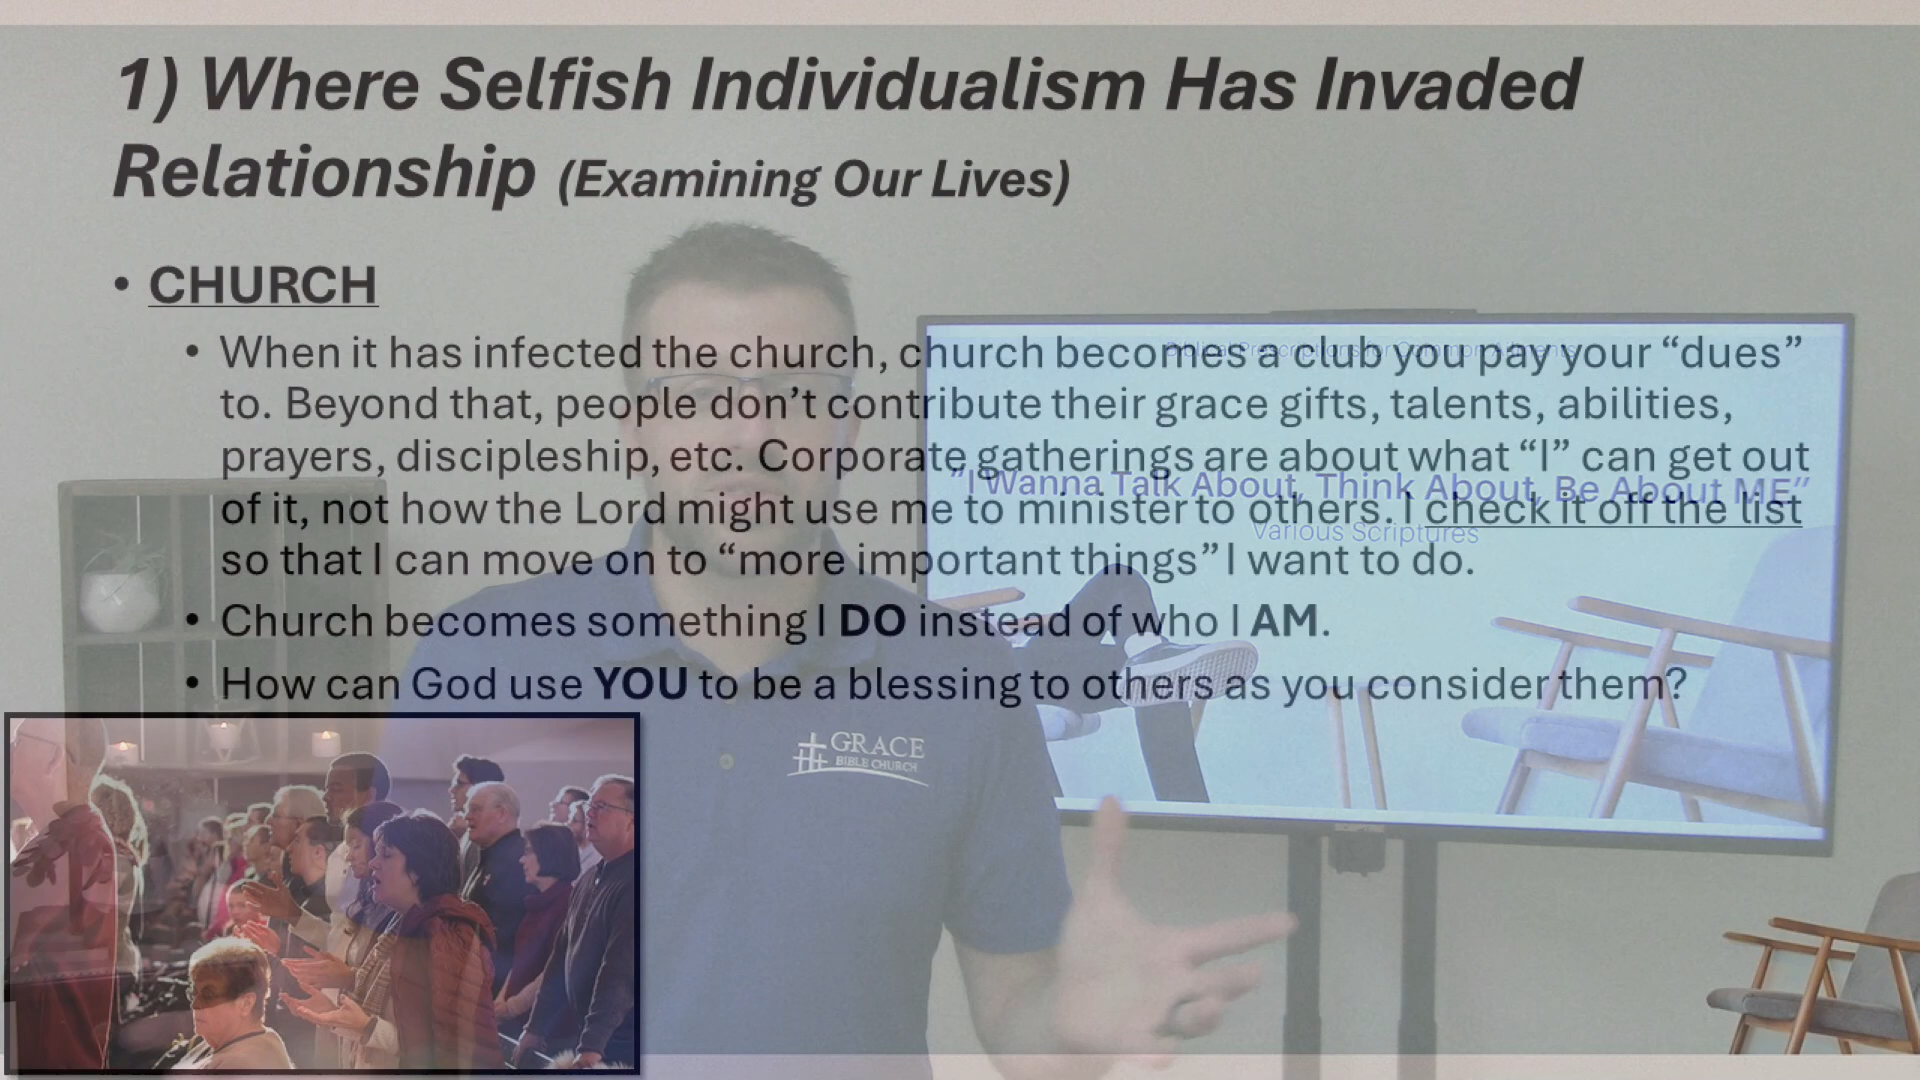 1) Where Selfish Individualism Has Invaded
Relationship (Examining Our Lives)
• CHURCH
• When it has infected the church, church becomes a club you pay your “dues”
to. Beyond that, people don’t contribute their grace gifts, talents, abilities,
prayers, discipleship, etc. Corporate gatherings are about what “I” can get out
of it, not how the Lord might use me to minister to others. I check it off the list
so that I can move on to “more important things” I want to do.
• Church becomes something I DO instead of who I AM.
• How can God use YOU to be a blessing to others as you consider them?
Biblical Prescriptions for Common Ailments
“I Wanna Talk About, Think About, Be About ME”
Various Scriptures
GRACE
BIBLE CHURCH